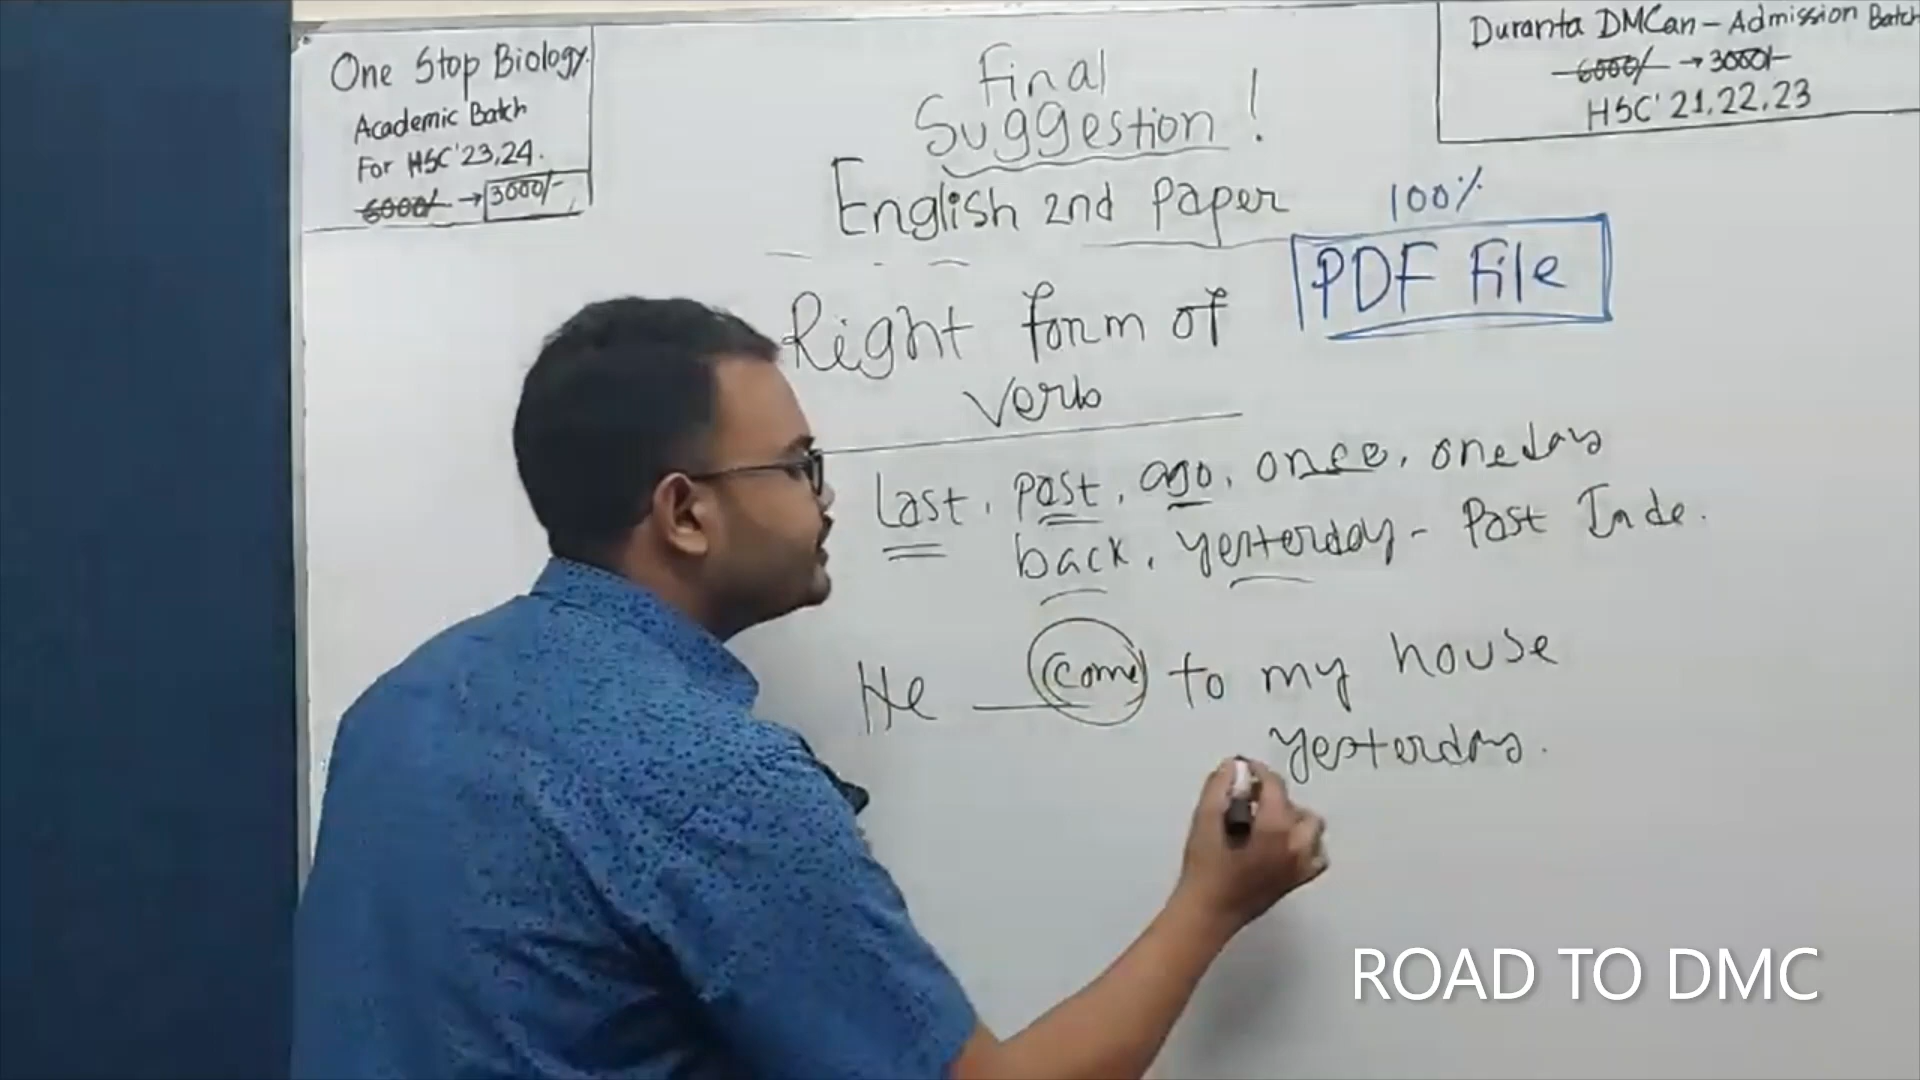 One Stop Biology
Academic Batch
For HSC'23,24.
6000/- → 3000/-
Duranta DMCan - Admission Batch
6000/- → 3000/-
HSC'21,22,23
Final
Suggestion!
English 2nd Paper
100%
PDF File
Right form of
verb
Last, past, ago, once, oneday
back, yesterday - Past Inde.
He ____ (come) to my house
yesterday.
ROAD TO DMC